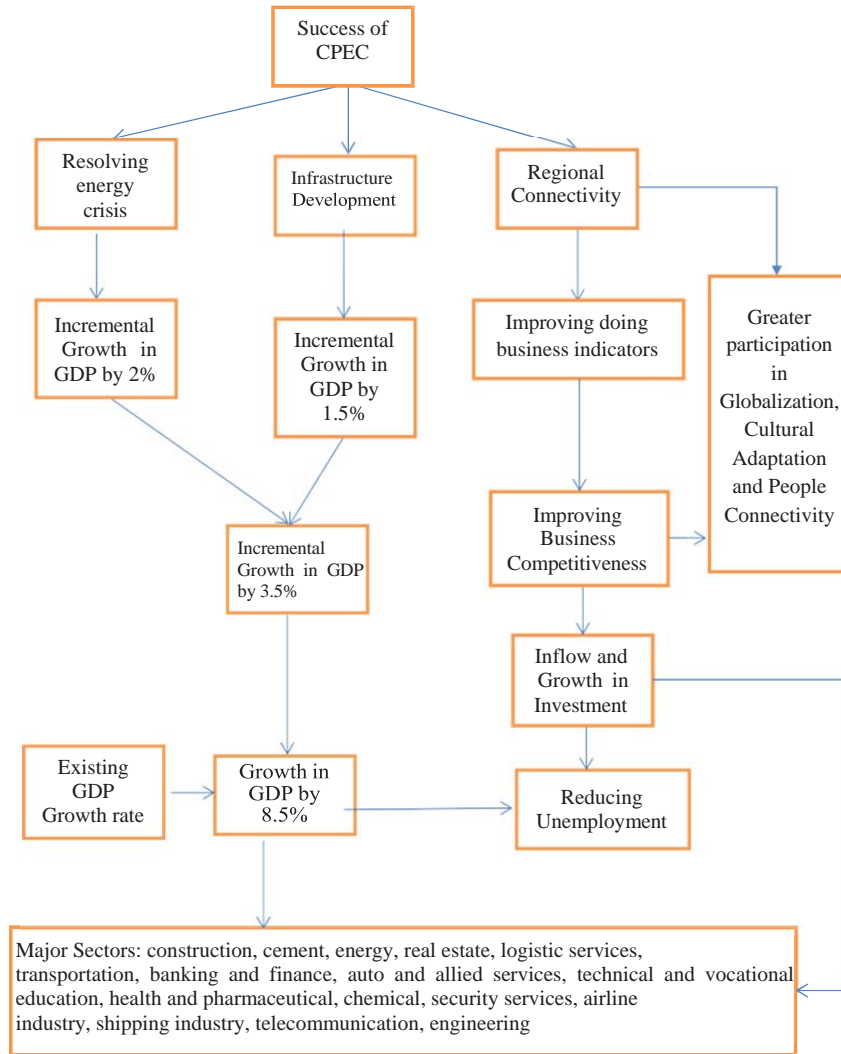 Success of
CPEC
Resolving
energy
crisis
Infrastructure
Development
Regional
Connectivity
Incremental
Growth in
GDP by 2%
Incremental
Growth in
GDP by
1.5%
Improving doing
business indicators
Greater
participation
in
Globalization,
Cultural
Adaptation
and People
Connectivity
Improving
Business
Competitiveness
Incremental
Growth in GDP
by 3.5%
Inflow and
Growth in
Investment
Existing
GDP
Growth rate
Growth in
GDP by
8.5%
Reducing
Unemployment
Major Sectors: construction, cement, energy, real estate, logistic services,
transportation, banking and finance, auto and allied services, technical and vocational
education, health and pharmaceutical, chemical, security services, airline
industry, shipping industry, telecommunication, engineering